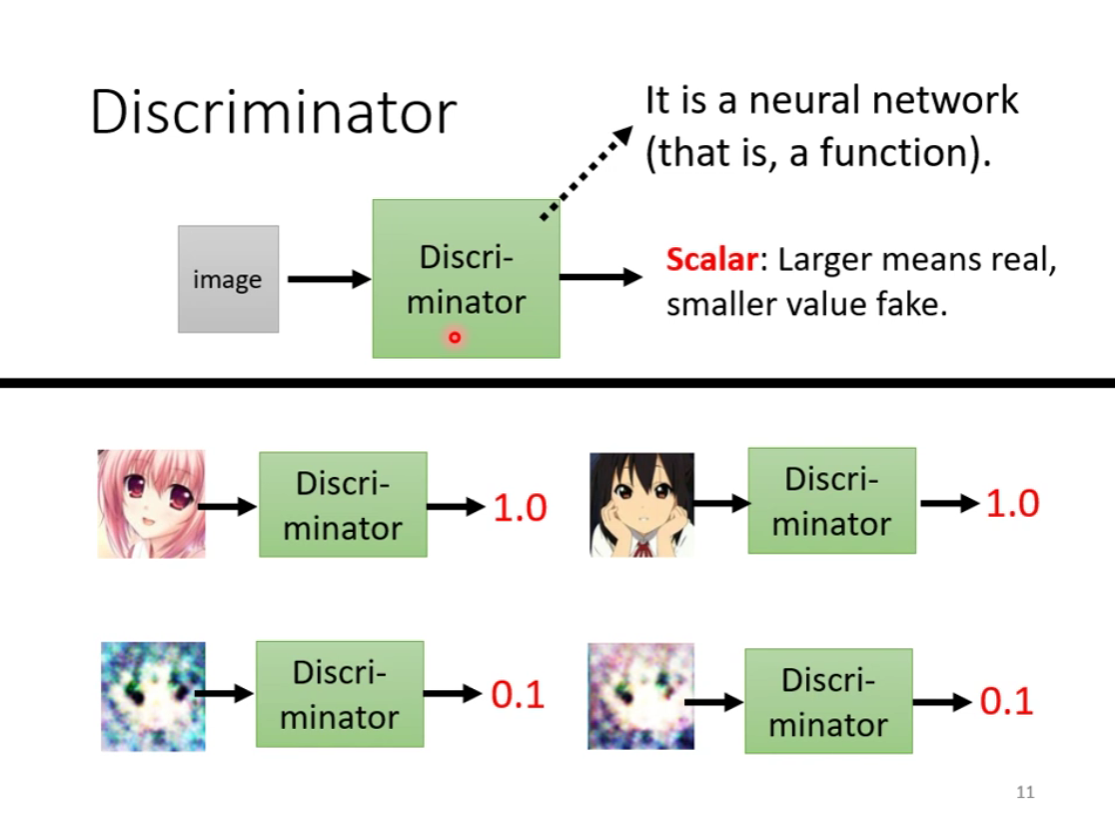 Discriminator
It is a neural network
(that is, a function).
image
Discri-
minator
Scalar: Larger means real,
smaller value fake.
Discri-
minator
1.0
Discri-
minator
1.0
Discri-
minator
0.1
Discri-
minator
0.1
11